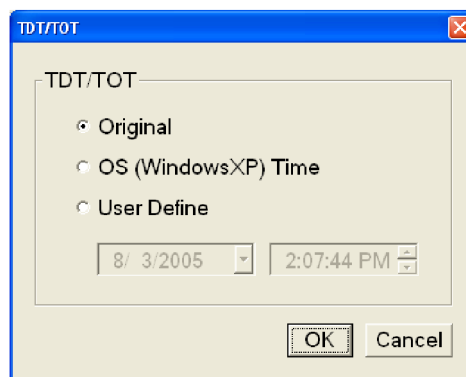 TDT/TOT
TDT/TOT
Original
OS (WindowsXP) Time
User Define
8/ 3/2005 2:07:44 PM
OK Cancel